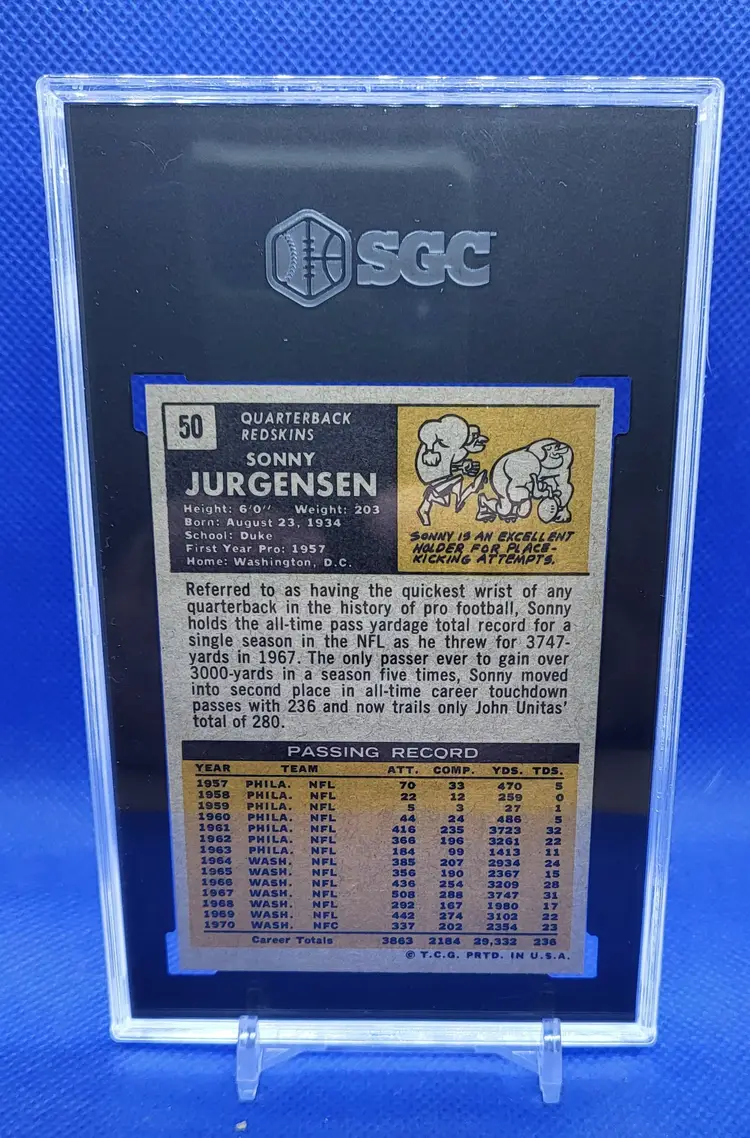 SGC
50
QUARTERBACK
REDSKINS
SONNY
JURGENSEN
Height: 6'0'' Weight: 203
Born: August 23, 1934
School: Duke
First Year Pro: 1957
Home: Washington, D.C.
SONNY IS AN EXCELLENT
HOLDER FOR PLACE-
KICKING ATTEMPTS.
Referred to as having the quickest wrist of any
quarterback in the history of pro football, Sonny
holds the all-time pass yardage total record for a
single season in the NFL as he threw for 3747-
yards in 1967. The only passer ever to gain over
3000-yards in a season five times, Sonny moved
into second place in all-time career touchdown
passes with 236 and now trails only John Unitas'
total of 280.
PASSING RECORD
YEAR TEAM ATT. COMP. YDS. TDS.
1957 PHILA. NFL 70 33 470 5
1958 PHILA. NFL 22 12 259 0
1959 PHILA. NFL 5 3 27 1
1960 PHILA. NFL 44 24 486 5
1961 PHILA. NFL 416 235 3723 32
1962 PHILA. NFL 366 196 3261 22
1963 PHILA. NFL 184 99 1413 11
1964 WASH. NFL 385 207 2934 24
1965 WASH. NFL 356 190 2367 15
1966 WASH. NFL 436 254 3209 28
1967 WASH. NFL 508 288 3747 31
1968 WASH. NFL 292 167 1980 17
1969 WASH. NFL 442 274 3102 22
1970 WASH. NFC 337 202 2354 23
Career Totals 3863 2184 29,332 236
© T.C.G. PRTD. IN U.S.A.